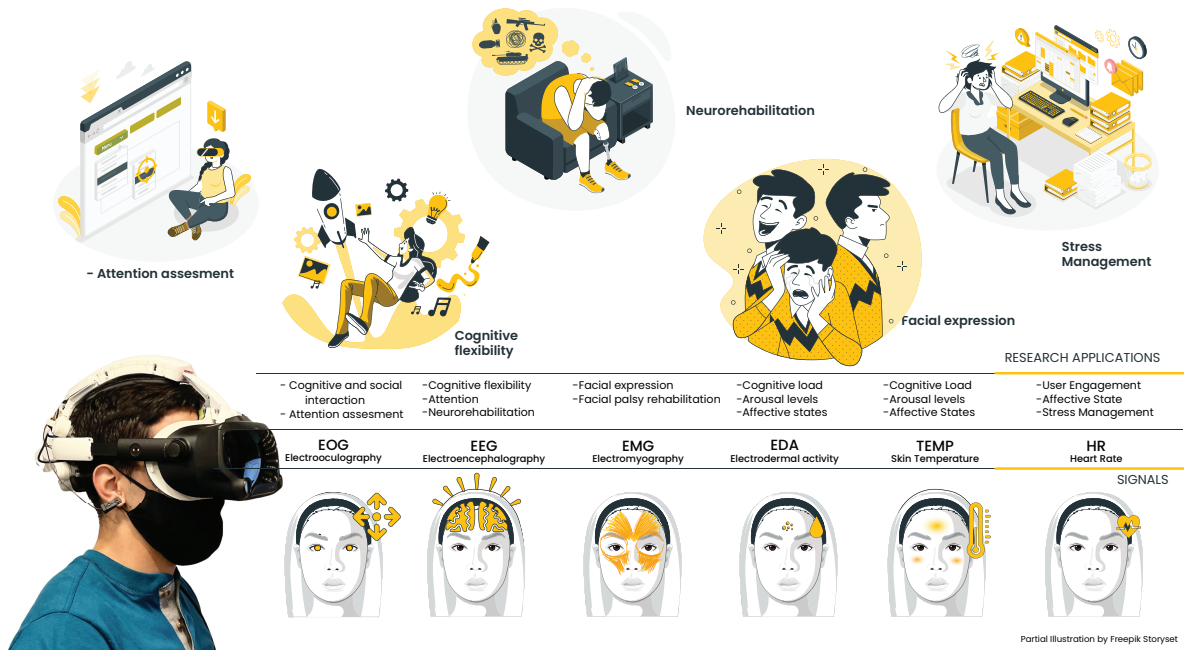 Neurorehabilitation
Stress
Management
- Attention assesment
Menu
Cognitive
flexibility
Facial expression
RESEARCH APPLICATIONS
- Cognitive and social
interaction
- Attention assesment
-Cognitive flexibility
-Attention
-Neurorehabilitation
-Facial expression
-Facial palsy rehabilitation
-Cognitive load
-Arousal levels
-Affective states
-Cognitive Load
-Arousal levels
-Affective States
-User Engagement
-Affective State
-Stress Management
EOG
Electrooculography
EEG
Electroencephalography
EMG
Electromyography
EDA
Electrodermal activity
TEMP
Skin Temperature
HR
Heart Rate
SIGNALS
Partial Illustration by Freepik Storyset